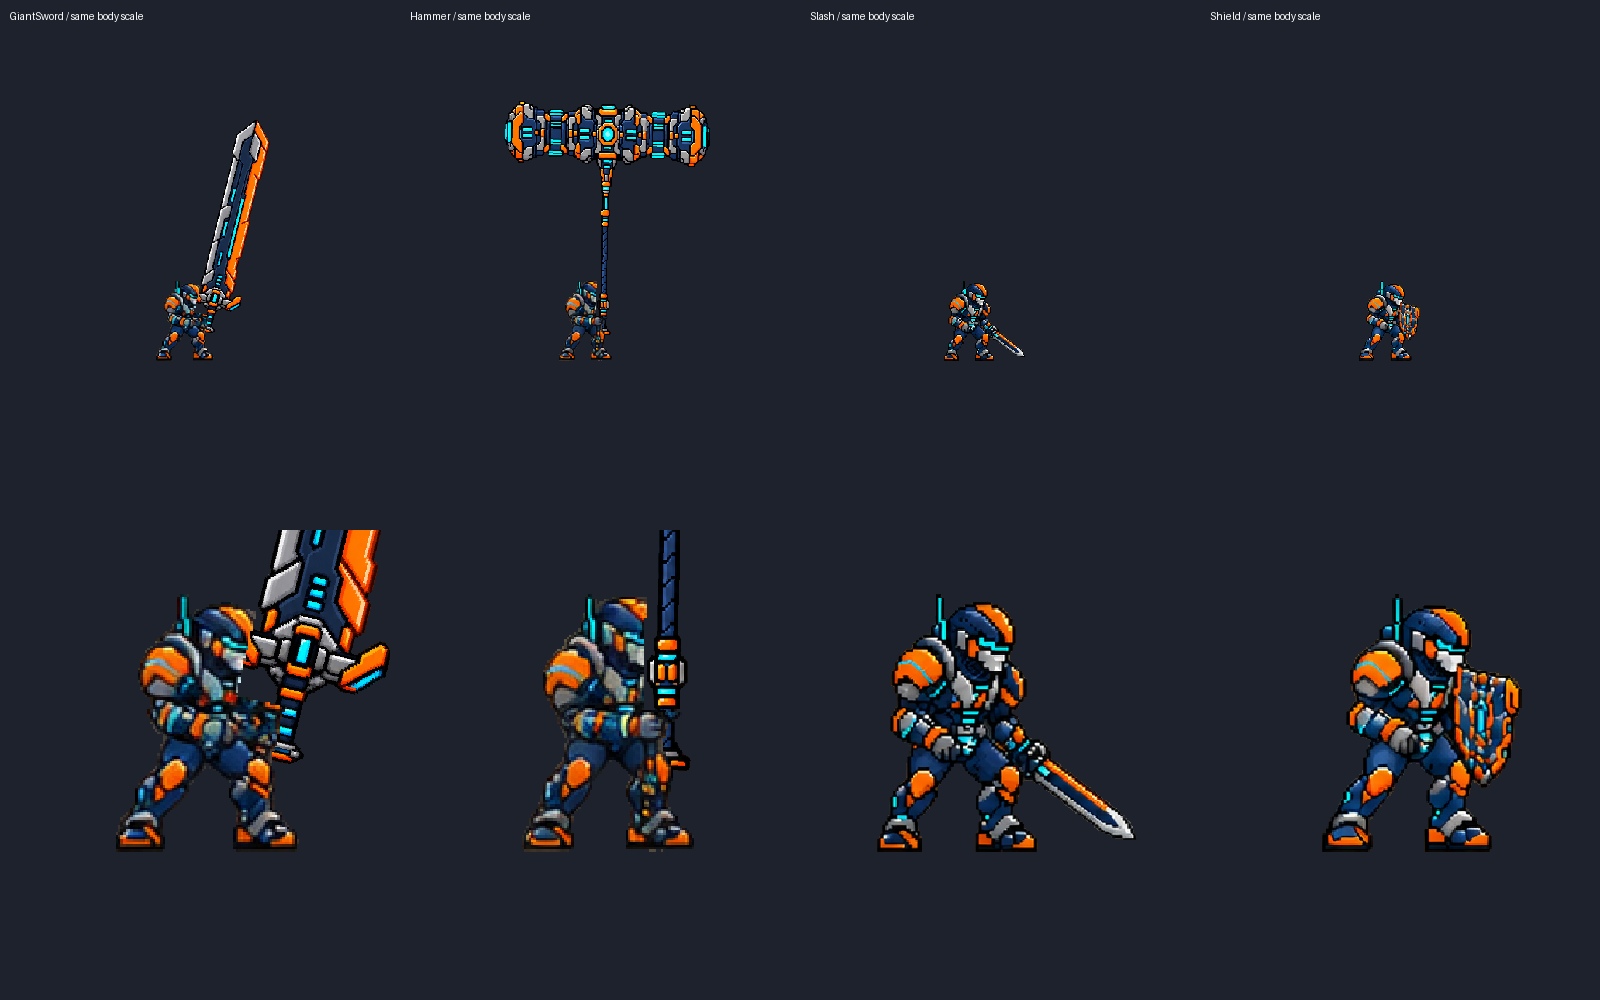 GiantSword / same body scale
Hammer / same body scale
Slash / same body scale
Shield / same body scale